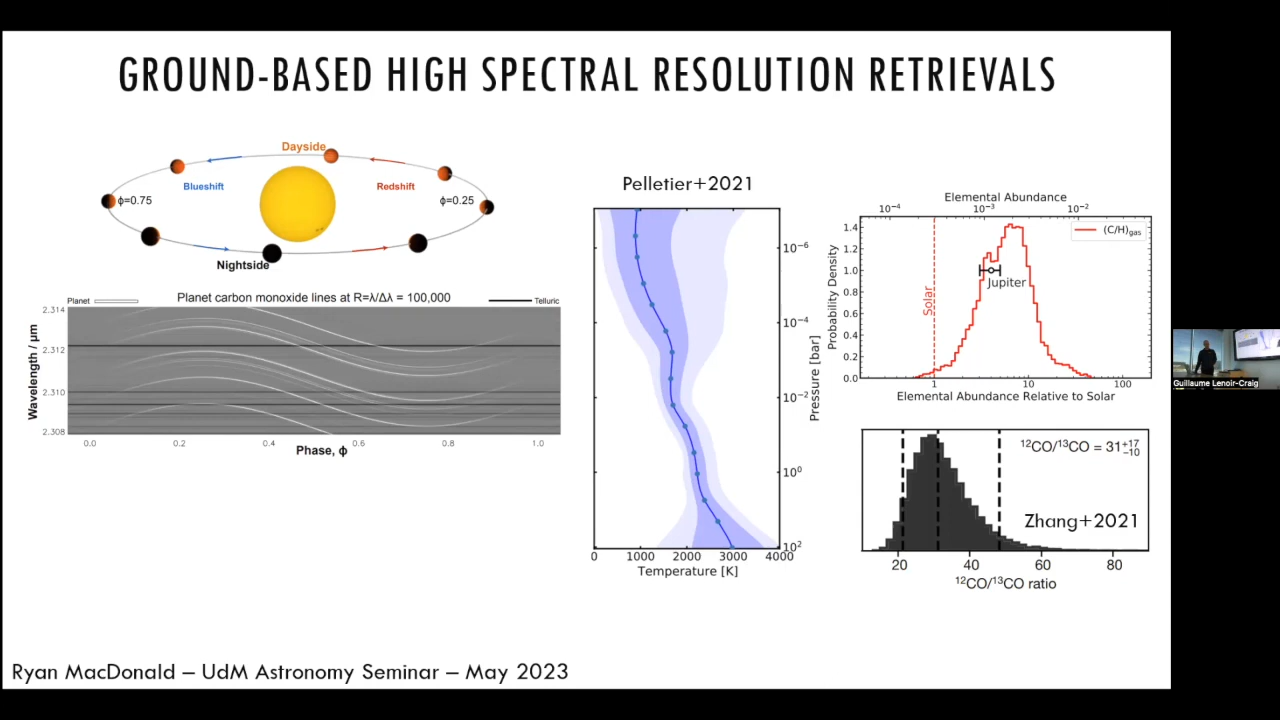 GROUND-BASED HIGH SPECTRAL RESOLUTION RETRIEVALS
Dayside
Blueshift
Redshift
ϕ=0.75
ϕ=0.25
Nightside
Planet
Planet carbon monoxide lines at R=λ/Δλ = 100,000
Telluric
Wavelength / μm
2.314
2.312
2.310
2.308
0.0 0.2 0.4 0.6 0.8 1.0
Phase, ϕ
Pelletier+2021
10⁻⁶
10⁻⁴
10⁻²
10⁰
10²
Pressure [bar]
0 1000 2000 3000 4000
Temperature [K]
Elemental Abundance
10⁻⁴ 10⁻³ 10⁻²
Probability Density
1.4
1.2
1.0
0.8
0.6
0.4
0.2
0.0
(C/H)gas
Jupiter
Solar
1 10 100
Elemental Abundance Relative to Solar
¹²CO/¹³CO = 31⁺¹⁷₋₁₀
Zhang+2021
20 40 60 80
¹²CO/¹³CO ratio
Guillaume Lenoir-Craig
Ryan MacDonald – UdM Astronomy Seminar – May 2023